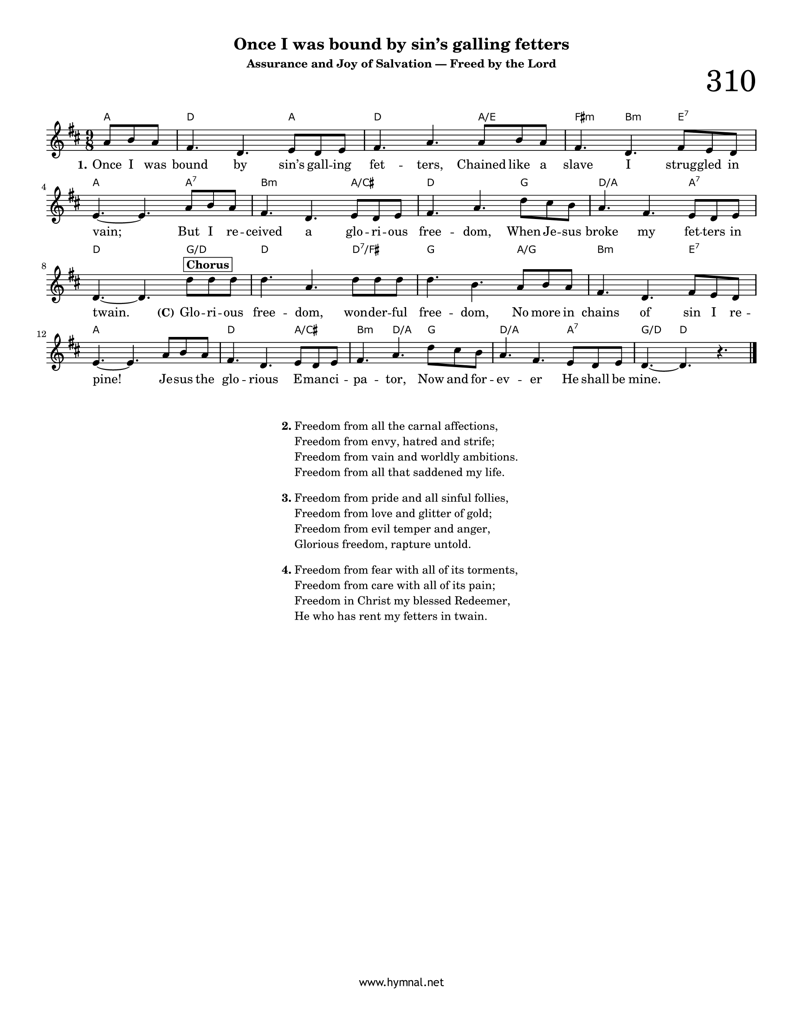 Once I was bound by sin's galling fetters
Assurance and Joy of Salvation — Freed by the Lord
310
A D A D A/E F♯m Bm E7
9
8
1. Once I was bound by sin's gall-ing fet - ters, Chained like a slave I struggled in
4
A A7 Bm A/C♯ D G D/A A7
vain; But I re-ceived a glo-ri-ous free - dom, When Je-sus broke my fet-ters in
8
D G/D D D7/F♯ G A/G Bm E7
Chorus
twain. (C) Glo-ri-ous free - dom, wonder-ful free - dom, No more in chains of sin I re -
12
A D A/C♯ Bm D/A G D/A A7 G/D D
pine! Jesus the glo-rious Emanci - pa - tor, Now and for-ev - er He shall be mine.
2. Freedom from all the carnal affections,
Freedom from envy, hatred and strife;
Freedom from vain and worldly ambitions.
Freedom from all that saddened my life.
3. Freedom from pride and all sinful follies,
Freedom from love and glitter of gold;
Freedom from evil temper and anger,
Glorious freedom, rapture untold.
4. Freedom from fear with all of its torments,
Freedom from care with all of its pain;
Freedom in Christ my blessed Redeemer,
He who has rent my fetters in twain.
www.hymnal.net